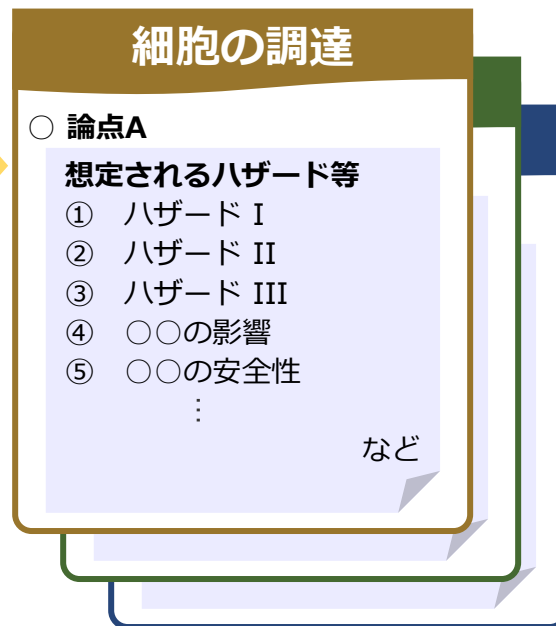 細胞の調達
○ 論点A
想定されるハザード等
① ハザード I
② ハザード II
③ ハザード III
④ ○○の影響
⑤ ○○の安全性
⋮
など